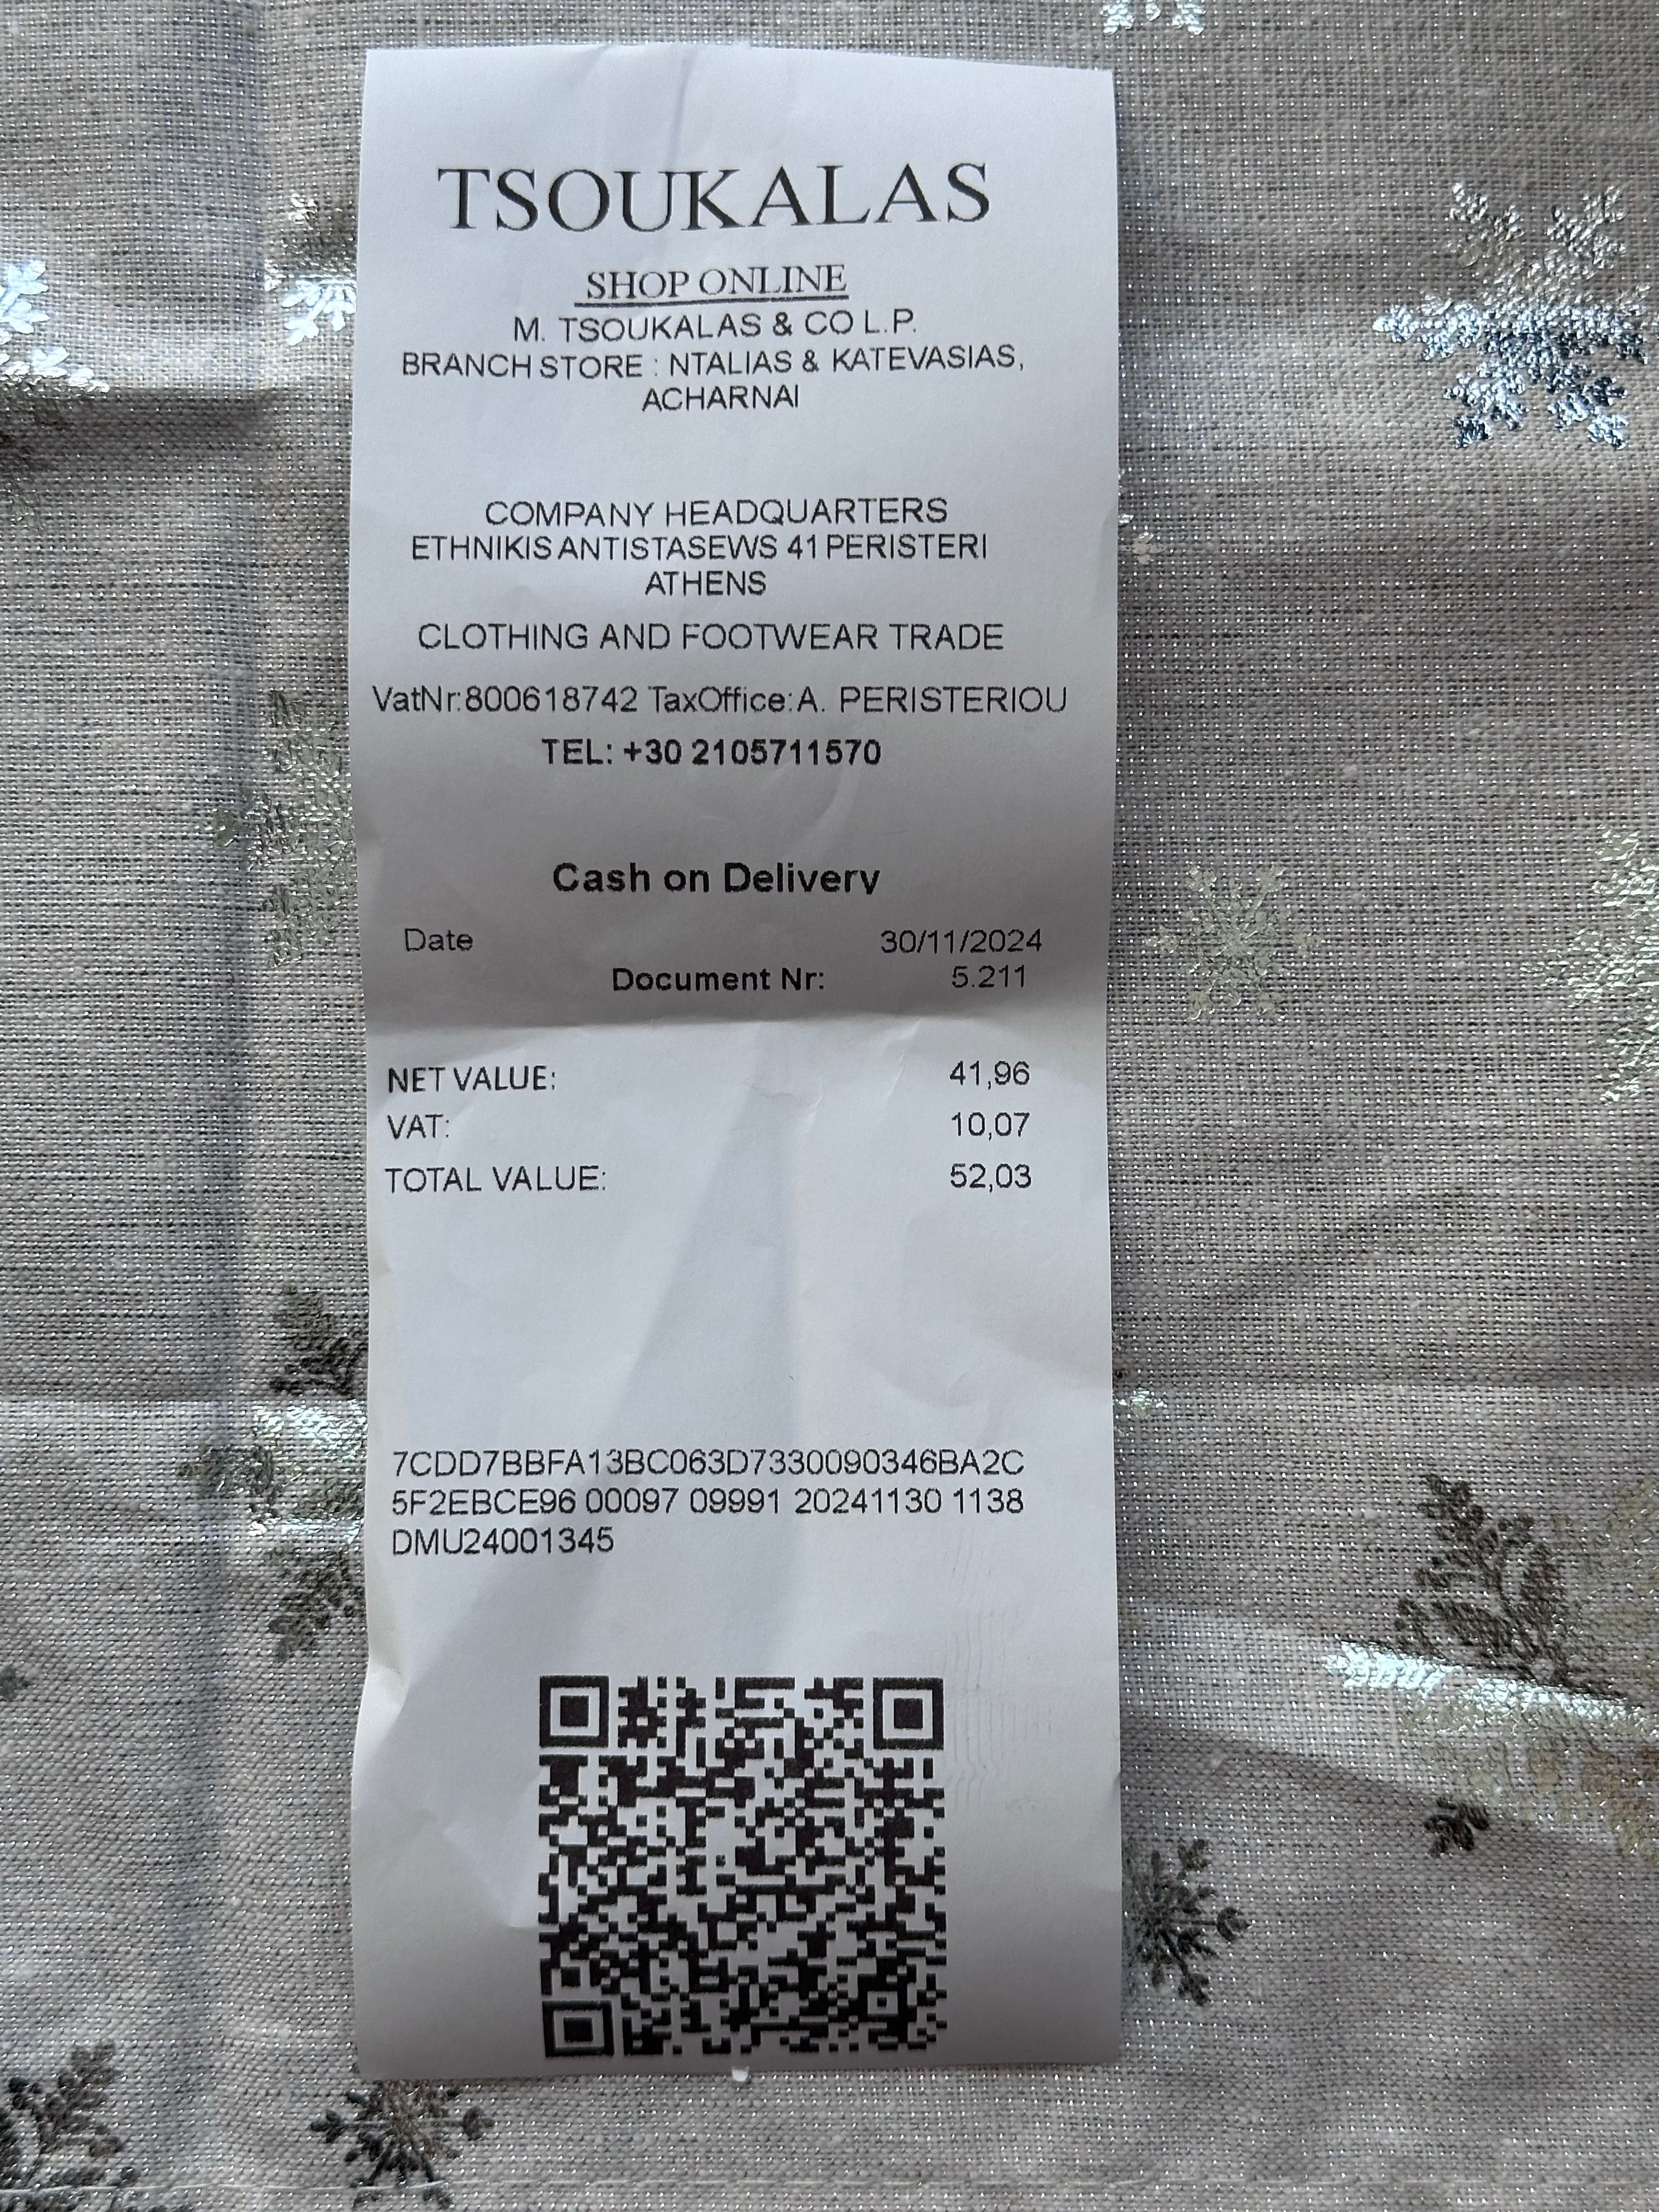 TSOUKALAS
SHOP ONLINE
M. TSOUKALAS & CO L.P.
BRANCH STORE : NTALIAS & KATEVASIAS,
ACHARNAI
COMPANY HEADQUARTERS
ETHNIKIS ANTISTASEWS 41 PERISTERI
ATHENS
CLOTHING AND FOOTWEAR TRADE
VatNr:800618742 TaxOffice:A. PERISTERIOU
TEL: +30 2105711570
Cash on Delivery
Date 30/11/2024
Document Nr: 5.211
NET VALUE: 41,96
VAT: 10,07
TOTAL VALUE: 52,03
7CDD7BBFA13BC063D7330090346BA2C
5F2EBCE96 00097 09991 20241130 1138
DMU24001345